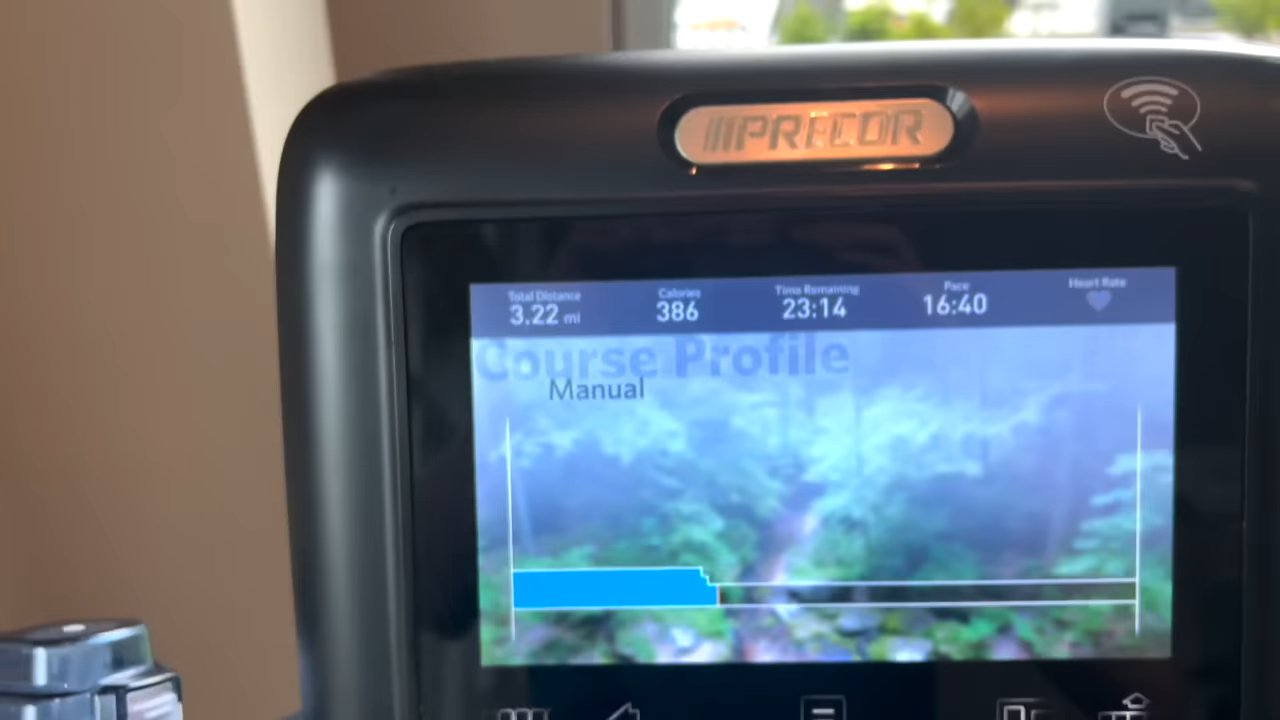 PRECOR
Total Distance Calories Time Remaining Pace Heart Rate
3.22 mi 386 23:14 16:40
Course Profile
Manual